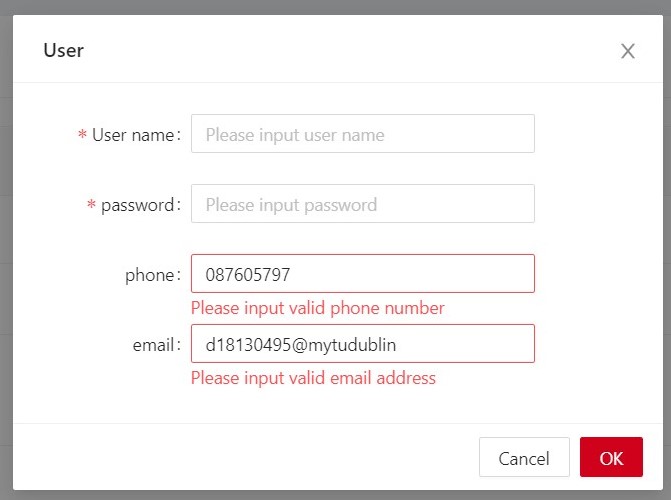 User
* User name: Please input user name
* password: Please input password
phone: 087605797
Please input valid phone number
email: d18130495@mytudublin
Please input valid email address
Cancel OK